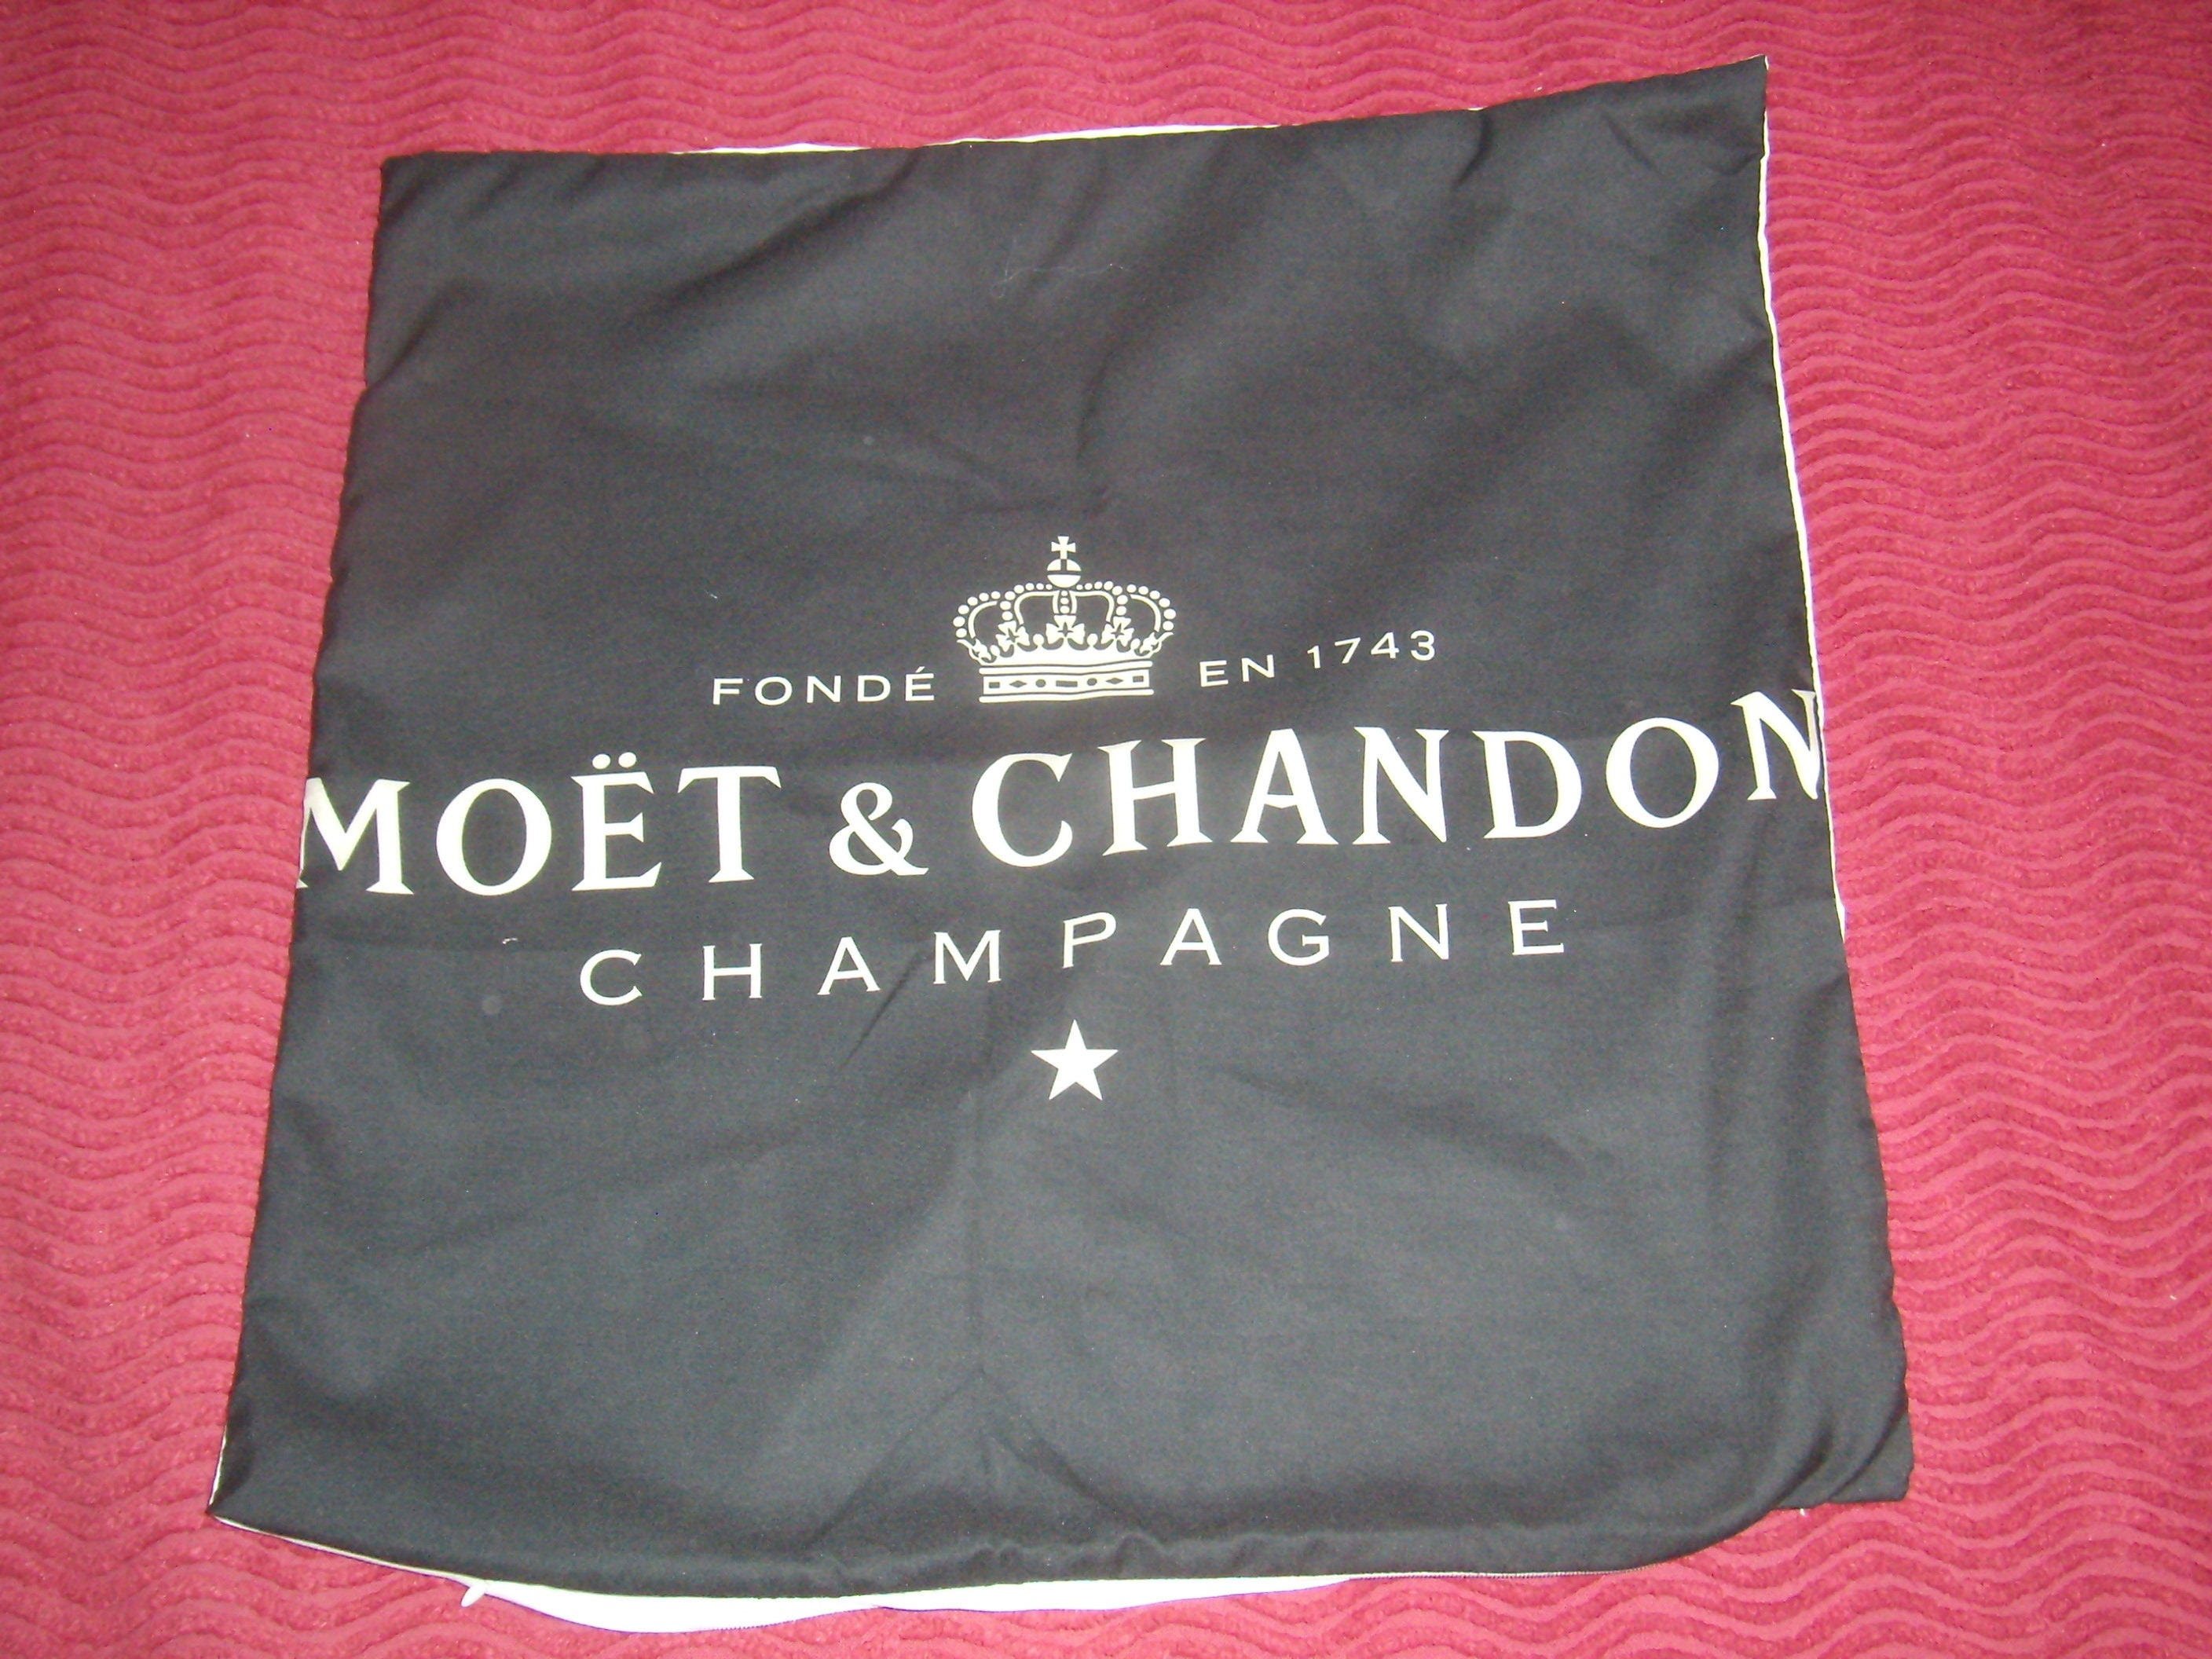 FONDÉ EN 1743
MOËT & CHANDON
CHAMPAGNE